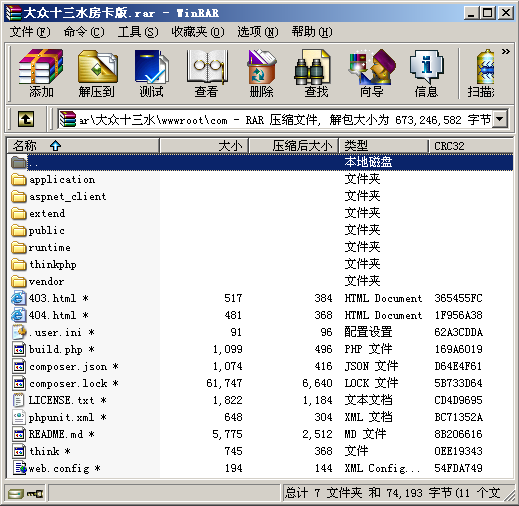 大众十三水房卡版.rar - WinRAR
文件(F) 命令(C) 工具(S) 收藏夹(O) 选项(N) 帮助(H)
添加 解压到 测试 查看 删除 查找 向导 信息 扫描
ar\大众十三水\wwwroot\com - RAR 压缩文件, 解包大小为 673,246,582 字节
名称 大小 压缩后大小 类型 CRC32
.. 本地磁盘
application 文件夹
aspnet_client 文件夹
extend 文件夹
public 文件夹
runtime 文件夹
thinkphp 文件夹
vendor 文件夹
403.html * 517 384 HTML Document 365455FC
404.html * 481 368 HTML Document 1F956A38
.user.ini * 91 96 配置设置 62A3CDDA
build.php * 1,099 496 PHP 文件 169A6019
composer.json * 1,074 416 JSON 文件 D64E4F61
composer.lock * 61,747 6,640 LOCK 文件 5B733D64
LICENSE.txt * 1,822 1,184 文本文档 CD4D9695
phpunit.xml * 648 304 XML 文档 BC71352A
README.md * 5,775 2,512 MD 文件 8B206616
think * 745 368 文件 0EE19343
web.config * 194 144 XML Config... 54FDA749
总计 7 文件夹 和 74,193 字节(11 个文